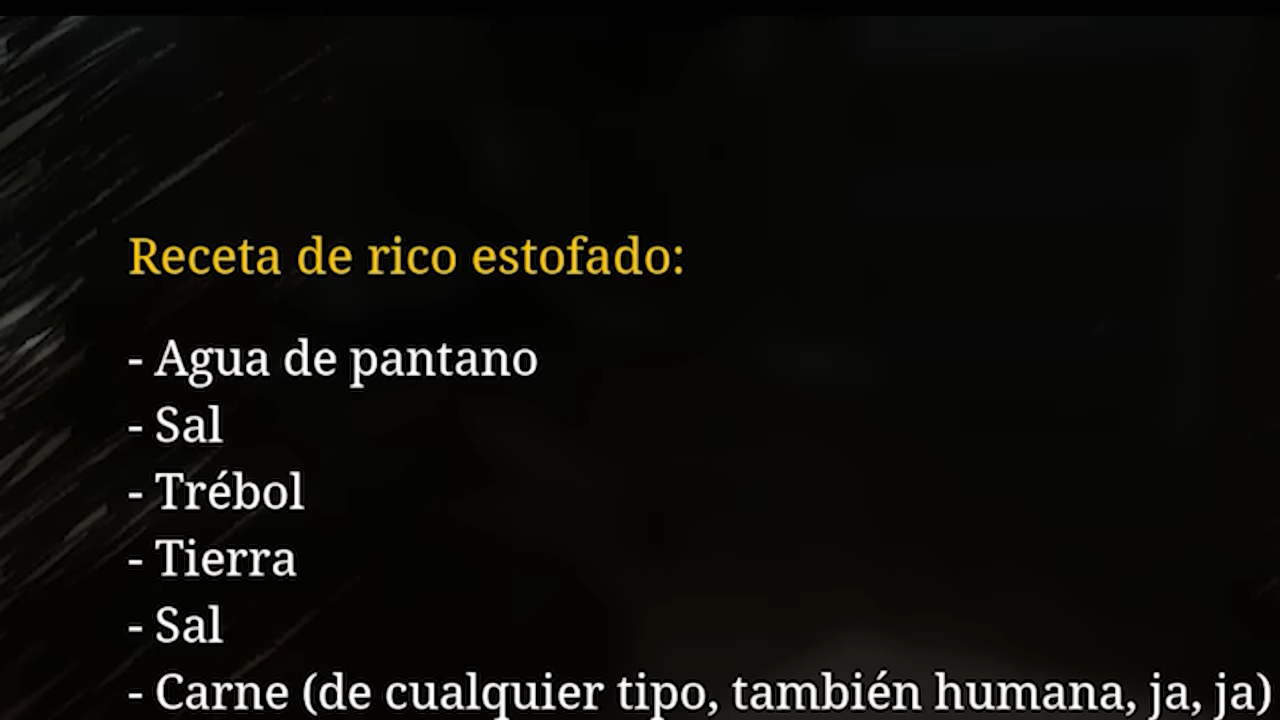 Receta de rico estofado:
- Agua de pantano
- Sal
- Trébol
- Tierra
- Sal
- Carne (de cualquier tipo, también humana, ja, ja)